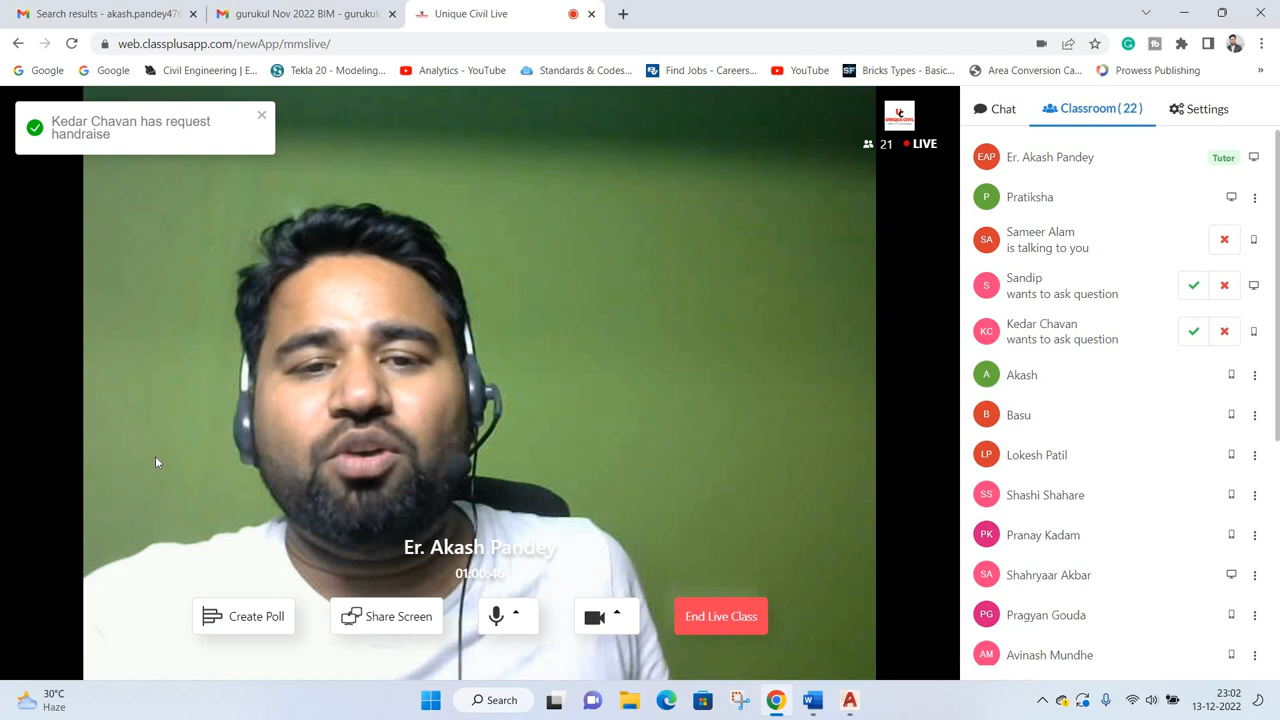 Search results - akash.pandey476
gurukul Nov 2022 BIM - gurukul
Unique Civil Live
web.classplusapp.com/newApp/mmslive/
Google
Google
Civil Engineering | E...
Tekla 20 - Modeling...
Analytics - YouTube
Standards & Codes...
Find Jobs - Careers...
YouTube
SF
Bricks Types - Basic...
Area Conversion Ca...
Prowess Publishing
»
Kedar Chavan has request
handraise
UC
UNIQUE CIVIL
21
LIVE
Er. Akash Pandey
01:00:46
Create Poll
Share Screen
End Live Class
Chat
Classroom ( 22 )
Settings
EAP
Er. Akash Pandey
Tutor
P
Pratiksha
SA
Sameer Alam
is talking to you
S
Sandip
wants to ask question
KC
Kedar Chavan
wants to ask question
A
Akash
B
Basu
LP
Lokesh Patil
SS
Shashi Shahare
PK
Pranay Kadam
SA
Shahryaar Akbar
PG
Pragyan Gouda
AM
Avinash Mundhe
30°C
Haze
Search
23:02
13-12-2022